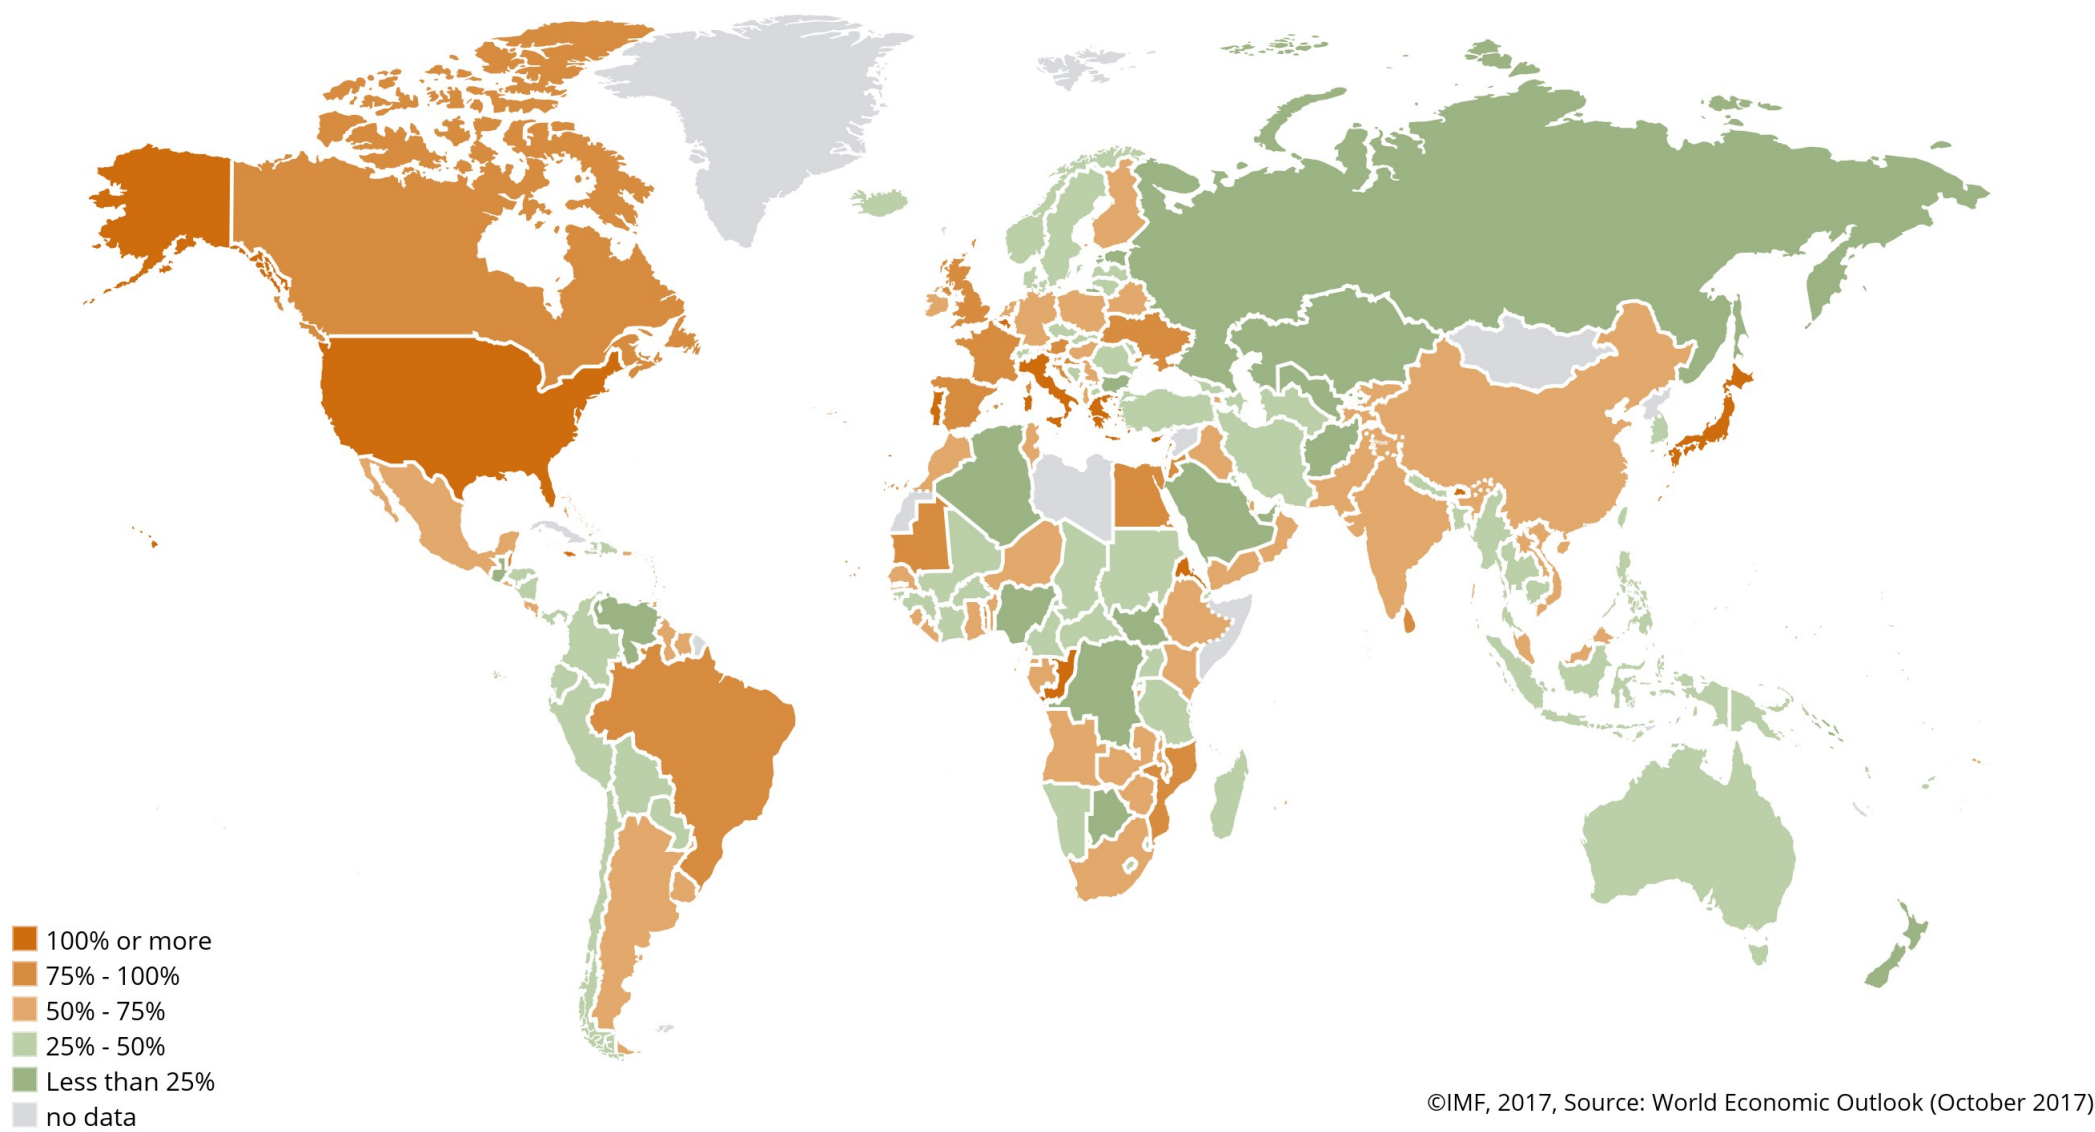 100% or more
75% - 100%
50% - 75%
25% - 50%
Less than 25%
no data
©IMF, 2017, Source: World Economic Outlook (October 2017)